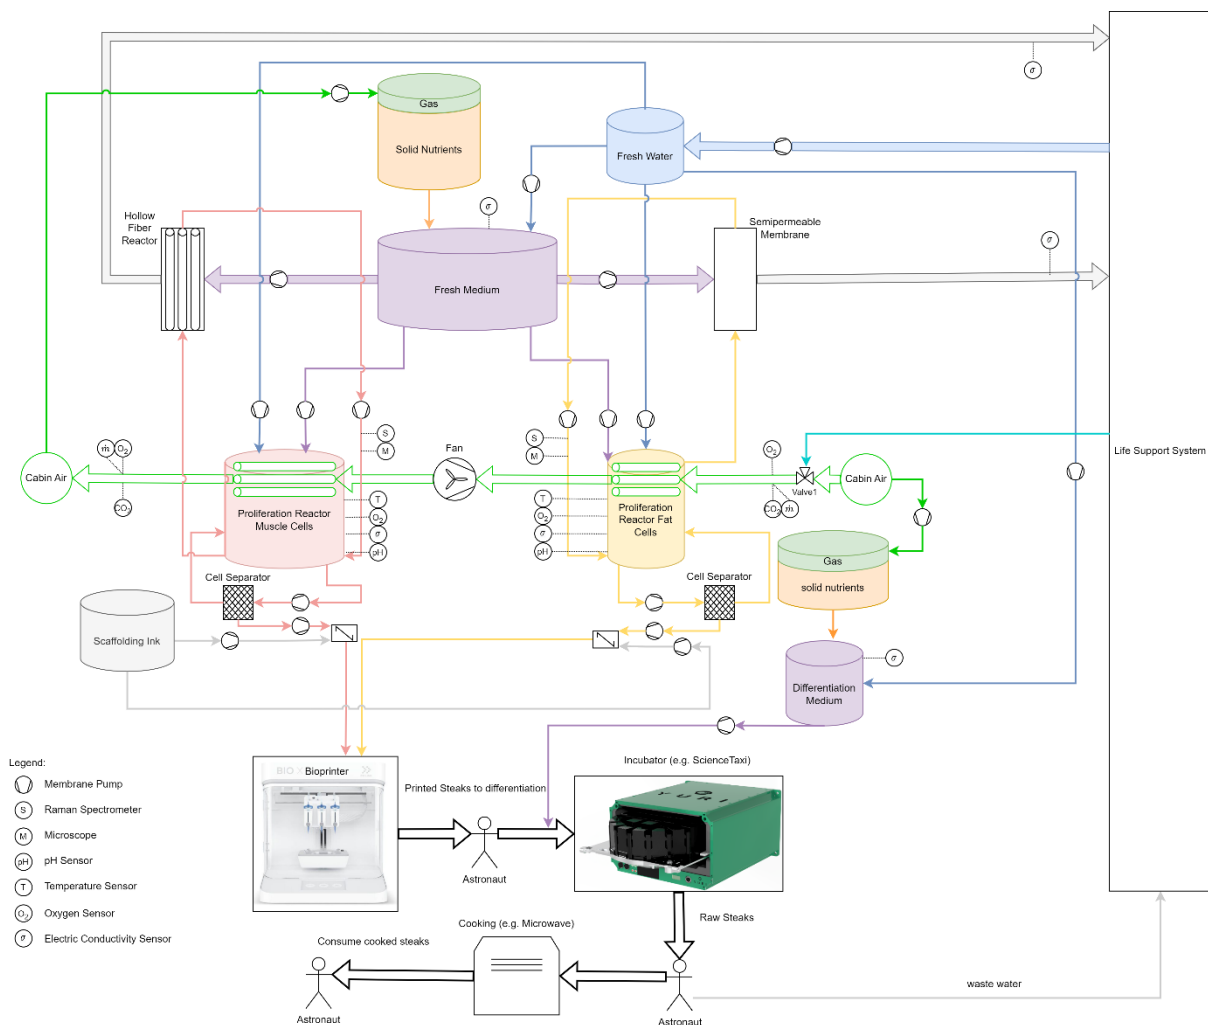 σ
Gas
Solid Nutrients
Fresh Water
Hollow
Fiber
Reactor
σ
Semipermeable
Membrane
σ
Fresh Medium
S
M
Fan
S
M
ṁ
O₂
CO₂
Cabin Air
Proliferation Reactor
Muscle Cells
T
O₂
σ
pH
T
O₂
σ
pH
Proliferation
Reactor Fat
Cells
O₂
CO₂
ṁ
Valve1
Cabin Air
Life Support System
Gas
solid nutrients
Cell Separator
Cell Separator
Scaffolding Ink
Differentiation
Medium
σ
Legend:
Membrane Pump
S
Raman Spectrometer
M
Microscope
pH
pH Sensor
T
Temperature Sensor
O₂
Oxygen Sensor
σ
Electric Conductivity Sensor
BIO X
Bioprinter
Printed Steaks to differentiation
Astronaut
Incubator (e.g. ScienceTaxi)
YURI
Raw Steaks
Cooking (e.g. Microwave)
Consume cooked steaks
Astronaut
Astronaut
waste water